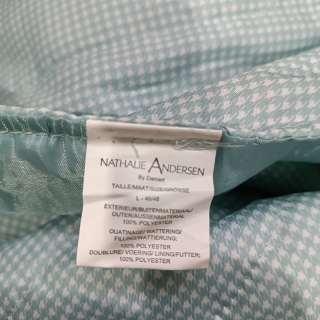 NATHALIE ANDERSEN
By Damart
TAILLE/MAAT/SIZE/GRÖSSE
L - 46/48
EXTERIEUR/BUITENMATERIAAL/
OUTER/AUSSENMATERIAL
100% POLYESTER
OUATINAGE/ WATTERING/
FILLING/WATTIERUNG:
100% POLYESTER
DOUBLURE/ VOERING/ LINING/FUTTER:
100% POLYESTER